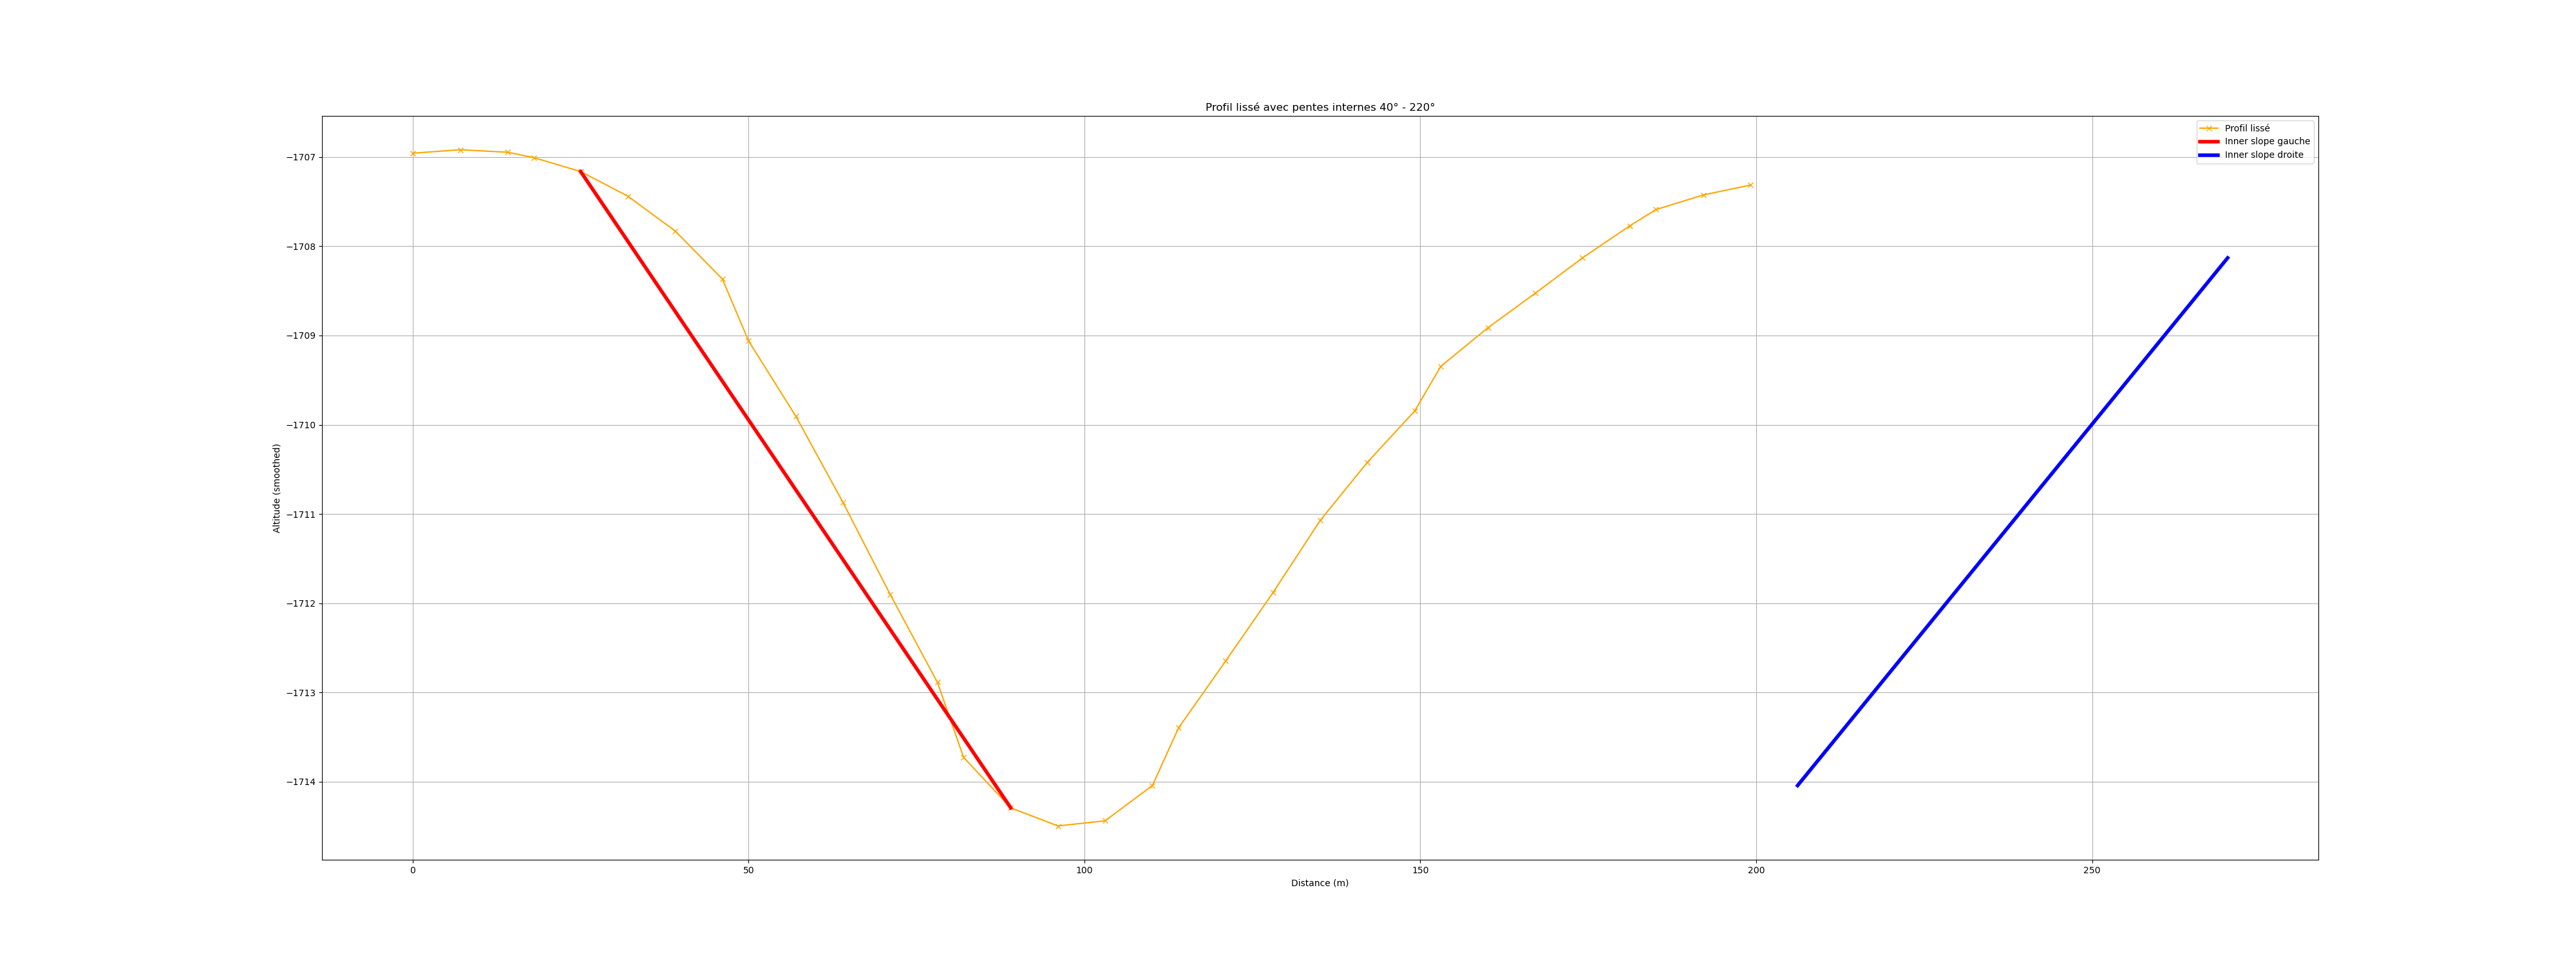 Profil lissé avec pentes internes 40° - 220°
Profil lissé
Inner slope gauche
Inner slope droite
Altitude (smoothed)
−1707
−1708
−1709
−1710
−1711
−1712
−1713
−1714
0
50
100
150
200
250
Distance (m)